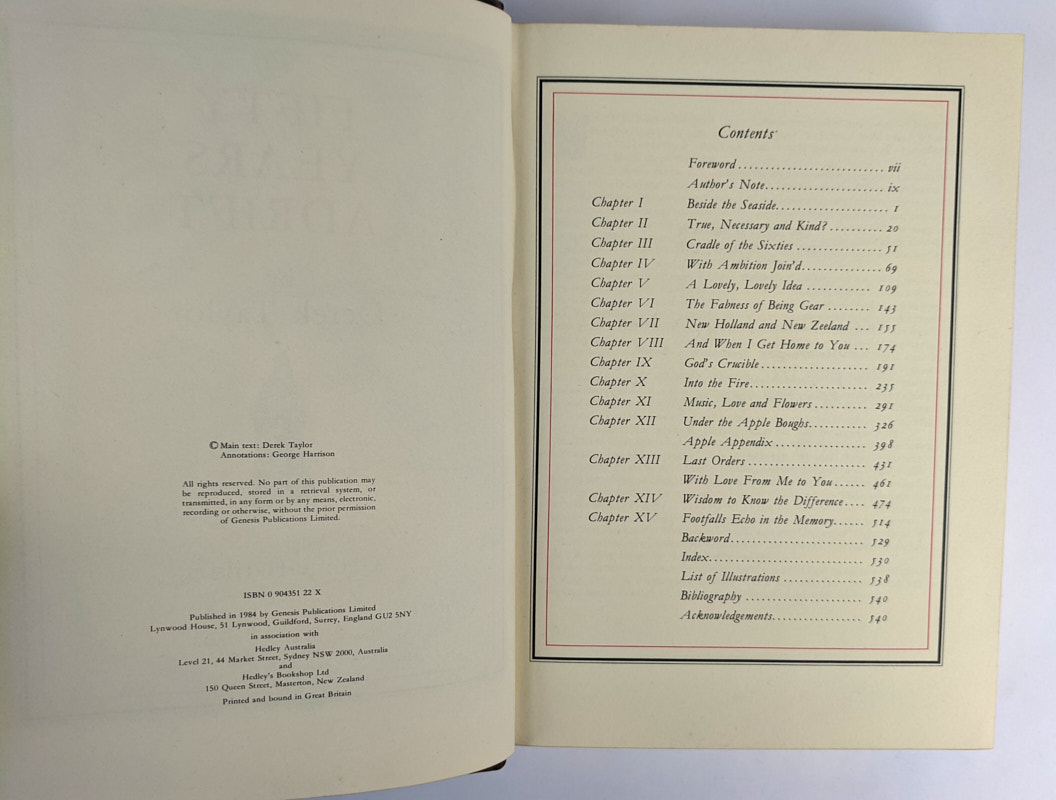 © Main text: Derek Taylor
Annotations: George Harrison
All rights reserved. No part of this publication may
be reproduced, stored in a retrieval system, or
transmitted, in any form or by any means, electronic,
recording or otherwise, without the prior permission
of Genesis Publications Limited.
ISBN 0 904351 22 X
Published in 1984 by Genesis Publications Limited
Lynwood House, 51 Lynwood, Guildford, Surrey, England GU2 5NY
in association with
Hedley Australia
Level 21, 44 Market Street, Sydney NSW 2000, Australia
and
Hedley's Bookshop Ltd
150 Queen Street, Masterton, New Zealand
Printed and bound in Great Britain
Contents
Foreword ........................... vii
Author's Note...................... ix
Chapter I Beside the Seaside..................... 1
Chapter II True, Necessary and Kind? .......... 20
Chapter III Cradle of the Sixties ................ 51
Chapter IV With Ambition Join'd............... 69
Chapter V A Lovely, Lovely Idea ............ 109
Chapter VI The Fabness of Being Gear ........ 143
Chapter VII New Holland and New Zeeland ... 155
Chapter VIII And When I Get Home to You ... 174
Chapter IX God's Crucible.................... 191
Chapter X Into the Fire...................... 235
Chapter XI Music, Love and Flowers .......... 291
Chapter XII Under the Apple Boughs........... 326
Apple Appendix ................. 398
Chapter XIII Last Orders ...................... 431
With Love From Me to You...... 461
Chapter XIV Wisdom to Know the Difference.... 474
Chapter XV Footfalls Echo in the Memory...... 514
Backword......................... 529
Index............................. 530
List of Illustrations ............... 538
Bibliography ...................... 540
Acknowledgements................. 540